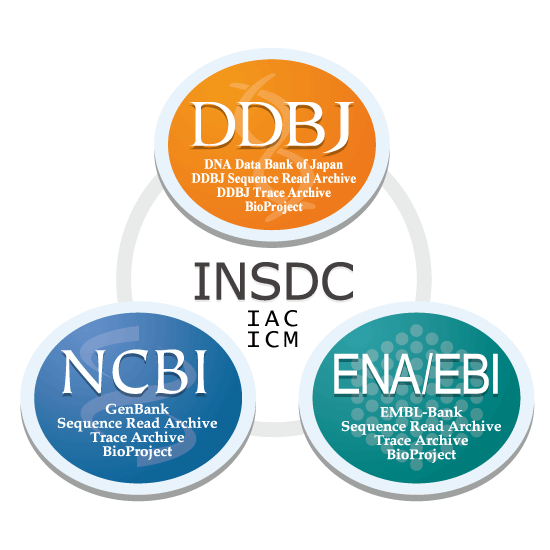 DDBJ
DNA Data Bank of Japan
DDBJ Sequence Read Archive
DDBJ Trace Archive
BioProject
INSDC
IAC
ICM
NCBI
GenBank
Sequence Read Archive
Trace Archive
BioProject
ENA/EBI
EMBL-Bank
Sequence Read Archive
Trace Archive
BioProject